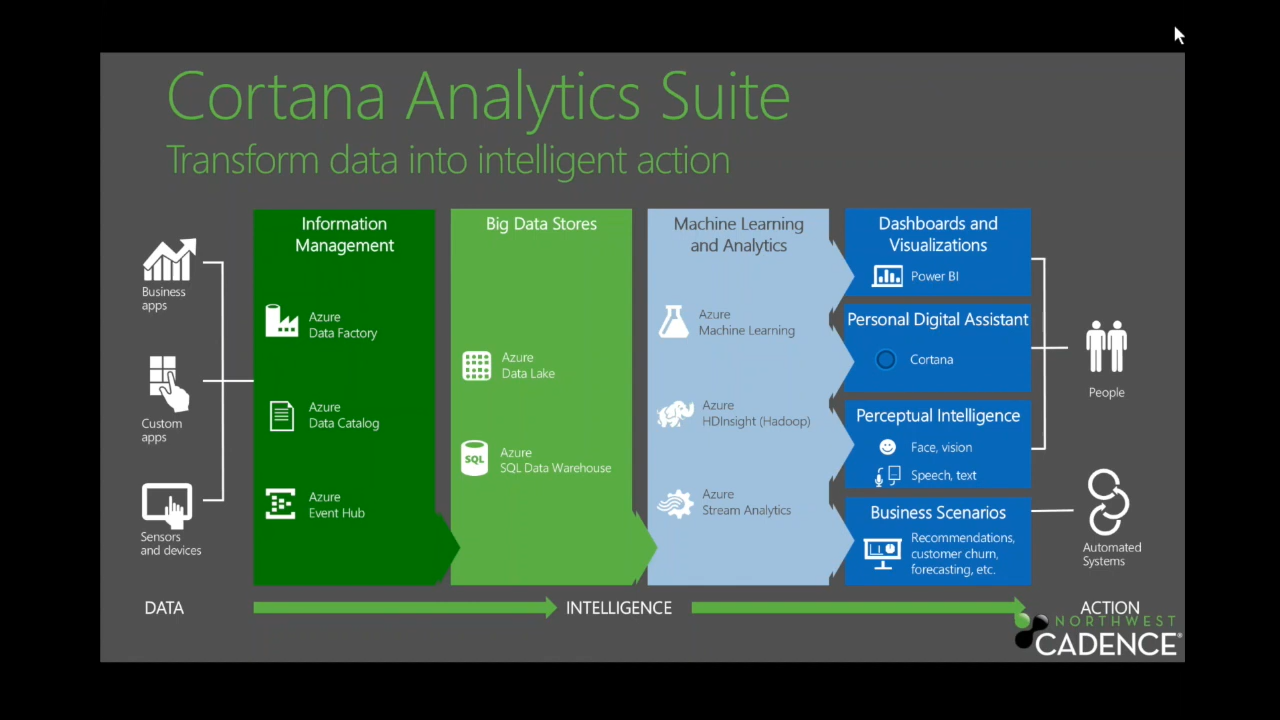 Cortana Analytics Suite
Transform data into intelligent action
Business
apps
Custom
apps
Sensors
and devices
Information
Management
Azure
Data Factory
Azure
Data Catalog
Azure
Event Hub
Big Data Stores
Azure
Data Lake
SQL
Azure
SQL Data Warehouse
Machine Learning
and Analytics
Azure
Machine Learning
Azure
HDInsight (Hadoop)
Azure
Stream Analytics
Dashboards and
Visualizations
Power BI
Personal Digital Assistant
Cortana
Perceptual Intelligence
Face, vision
Speech, text
Business Scenarios
Recommendations,
customer churn,
forecasting, etc.
People
Automated
Systems
DATA
INTELLIGENCE
ACTION
NORTHWEST
CADENCE®